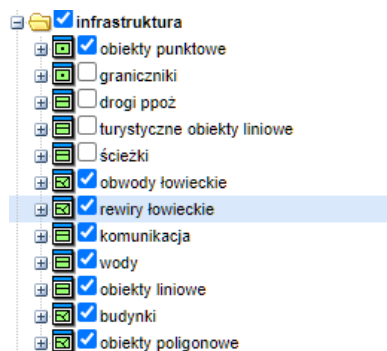 infrastruktura
obiekty punktowe
graniczniki
drogi ppoż
turystyczne obiekty liniowe
ścieżki
obwody łowieckie
rewiry łowieckie
komunikacja
wody
obiekty liniowe
budynki
obiekty poligonowe